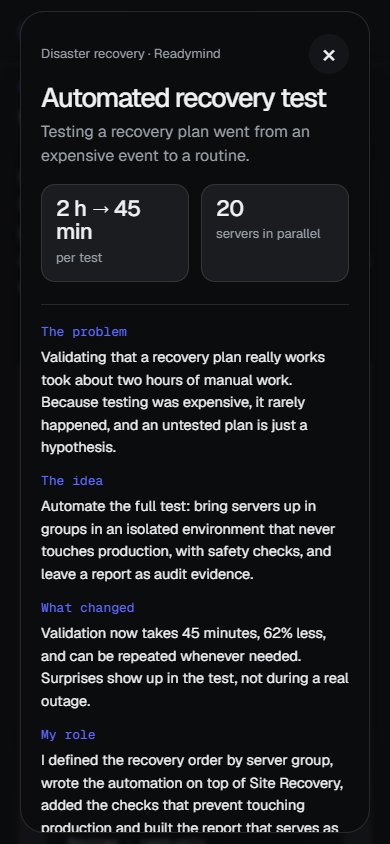 Disaster recovery · Readymind
×
Automated recovery test
Testing a recovery plan went from an
expensive event to a routine.
2 h → 45
min
per test
20
servers in parallel
The problem
Validating that a recovery plan really works
took about two hours of manual work.
Because testing was expensive, it rarely
happened, and an untested plan is just a
hypothesis.
The idea
Automate the full test: bring servers up in
groups in an isolated environment that never
touches production, with safety checks, and
leave a report as audit evidence.
What changed
Validation now takes 45 minutes, 62% less,
and can be repeated whenever needed.
Surprises show up in the test, not during a real
outage.
My role
I defined the recovery order by server group,
wrote the automation on top of Site Recovery,
added the checks that prevent touching
production and built the report that serves as